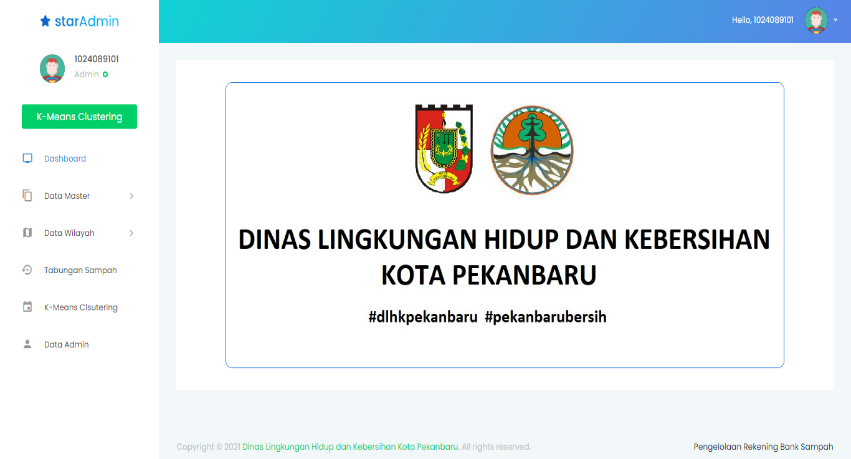 starAdmin
Hello, 1024089101
1024089101
Admin
K-Means Clustering
Dashboard
Data Master
Data Wilayah
Tabungan Sampah
K-Means Clsutering
Data Admin
DINAS LINGKUNGAN HIDUP DAN KEBERSIHAN
KOTA PEKANBARU
#dlhkpekanbaru #pekanbarubersih
Copyright © 2021 Dinas Lingkungan Hidup dan Kebersihan Kota Pekanbaru. All rights reserved.
Pengelolaan Rekening Bank Sampah